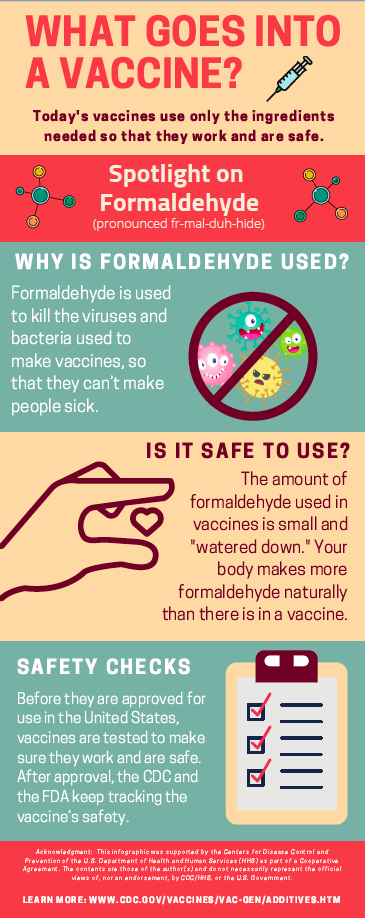 WHAT GOES INTO
A VACCINE?
Today's vaccines use only the ingredients
needed so that they work and are safe.
Spotlight on
Formaldehyde
(pronounced fr-mal-duh-hide)
WHY IS FORMALDEHYDE USED?
Formaldehyde is used
to kill the viruses and
bacteria used to
make vaccines, so
that they can't make
people sick.
IS IT SAFE TO USE?
The amount of
formaldehyde used in
vaccines is small and
"watered down." Your
body makes more
formaldehyde naturally
than there is in a vaccine.
SAFETY CHECKS
Before they are approved for
use in the United States,
vaccines are tested to make
sure they work and are safe.
After approval, the CDC and
the FDA keep tracking the
vaccine's safety.
Acknowledgment: This infographic was supported by the Centers for Disease Control and
Prevention of the U.S. Department of Health and Human Services (HHS) as part of a Cooperative
Agreement. The contents are those of the author(s) and do not necessarily represent the official
views of, nor an endorsement, by CDC/HHS, or the U.S. Government.
LEARN MORE: WWW.CDC.GOV/VACCINES/VAC-GEN/ADDITIVES.HTM